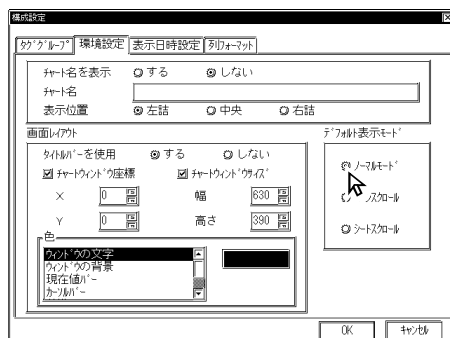 構成設定
ﾀｸﾞｸﾞﾙｰﾌﾟ 環境設定 表示日時設定 列ﾌｫｰﾏｯﾄ
ﾁｬｰﾄ名を表示 する しない
ﾁｬｰﾄ名
表示位置 左詰 中央 右詰
画面ﾚｲｱｳﾄ
ﾀｲﾄﾙﾊﾞｰを使用 する しない
ﾁｬｰﾄｳｨﾝﾄﾞｳ座標 ﾁｬｰﾄｳｨﾝﾄﾞｳｻｲｽﾞ
X 0 幅 630
Y 0 高さ 390
色
ｳｨﾝﾄﾞｳの文字
ｳｨﾝﾄﾞｳの背景
現在値ﾊﾞｰ
ｶｰｿﾙﾊﾞｰ
ﾃﾞﾌｫﾙﾄ表示ﾓｰﾄﾞ
ﾉｰﾏﾙﾓｰﾄﾞ
ｽｸﾛｰﾙ
ｼｰﾄｽｸﾛｰﾙ
OK ｷｬﾝｾﾙ